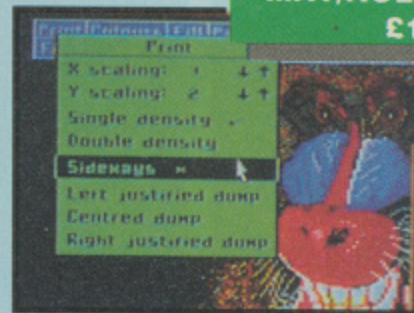 Print
X scaling: 1 ↓ ↑
Y scaling: 2 ↓ ↑
Single density
Double density
Sideways
Left justified dump
Centred dump
Right justified dump